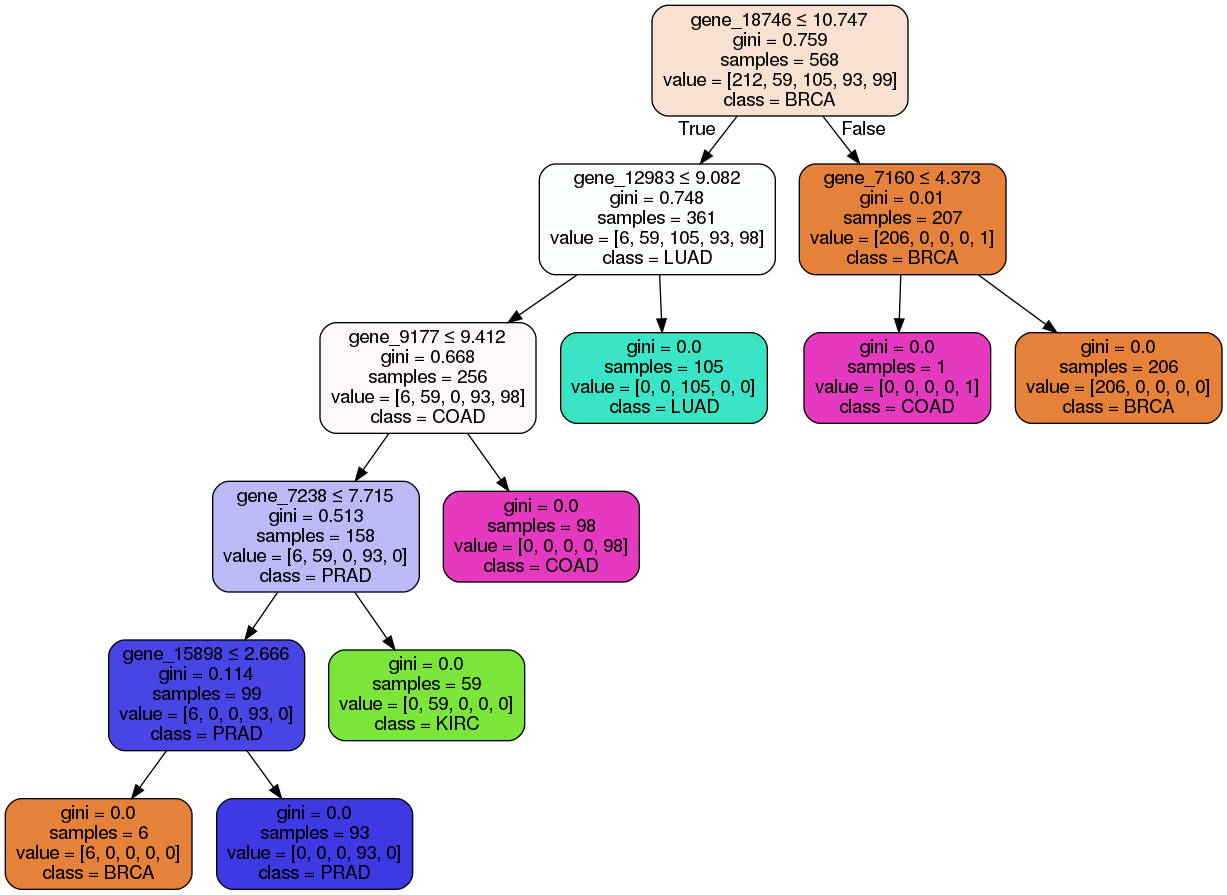 gene_18746 ≤ 10.747
gini = 0.759
samples = 568
value = [212, 59, 105, 93, 99]
class = BRCA
True
False
gene_12983 ≤ 9.082
gini = 0.748
samples = 361
value = [6, 59, 105, 93, 98]
class = LUAD
gene_7160 ≤ 4.373
gini = 0.01
samples = 207
value = [206, 0, 0, 0, 1]
class = BRCA
gene_9177 ≤ 9.412
gini = 0.668
samples = 256
value = [6, 59, 0, 93, 98]
class = COAD
gini = 0.0
samples = 105
value = [0, 0, 105, 0, 0]
class = LUAD
gini = 0.0
samples = 1
value = [0, 0, 0, 0, 1]
class = COAD
gini = 0.0
samples = 206
value = [206, 0, 0, 0, 0]
class = BRCA
gene_7238 ≤ 7.715
gini = 0.513
samples = 158
value = [6, 59, 0, 93, 0]
class = PRAD
gini = 0.0
samples = 98
value = [0, 0, 0, 0, 98]
class = COAD
gene_15898 ≤ 2.666
gini = 0.114
samples = 99
value = [6, 0, 0, 93, 0]
class = PRAD
gini = 0.0
samples = 59
value = [0, 59, 0, 0, 0]
class = KIRC
gini = 0.0
samples = 6
value = [6, 0, 0, 0, 0]
class = BRCA
gini = 0.0
samples = 93
value = [0, 0, 0, 93, 0]
class = PRAD